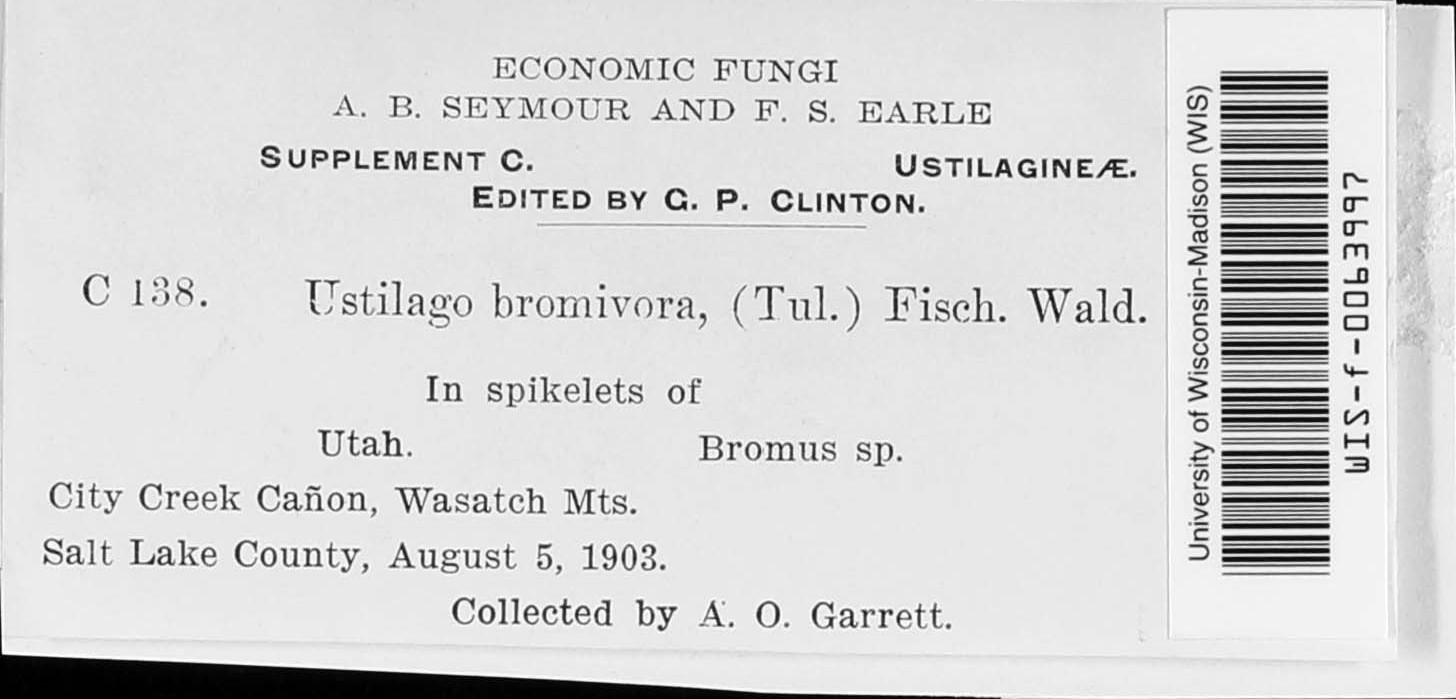 ECONOMIC FUNGI
A. B. SEYMOUR AND F. S. EARLE
SUPPLEMENT C. USTILAGINEÆ.
EDITED BY G. P. CLINTON.
C 138. Ustilago bromivora, (Tul.) Fisch. Wald.
In spikelets of
Utah. Bromus sp.
City Creek Cañon, Wasatch Mts.
Salt Lake County, August 5, 1903.
Collected by A. O. Garrett.
University of Wisconsin-Madison (WIS)
WIS-f-0063997